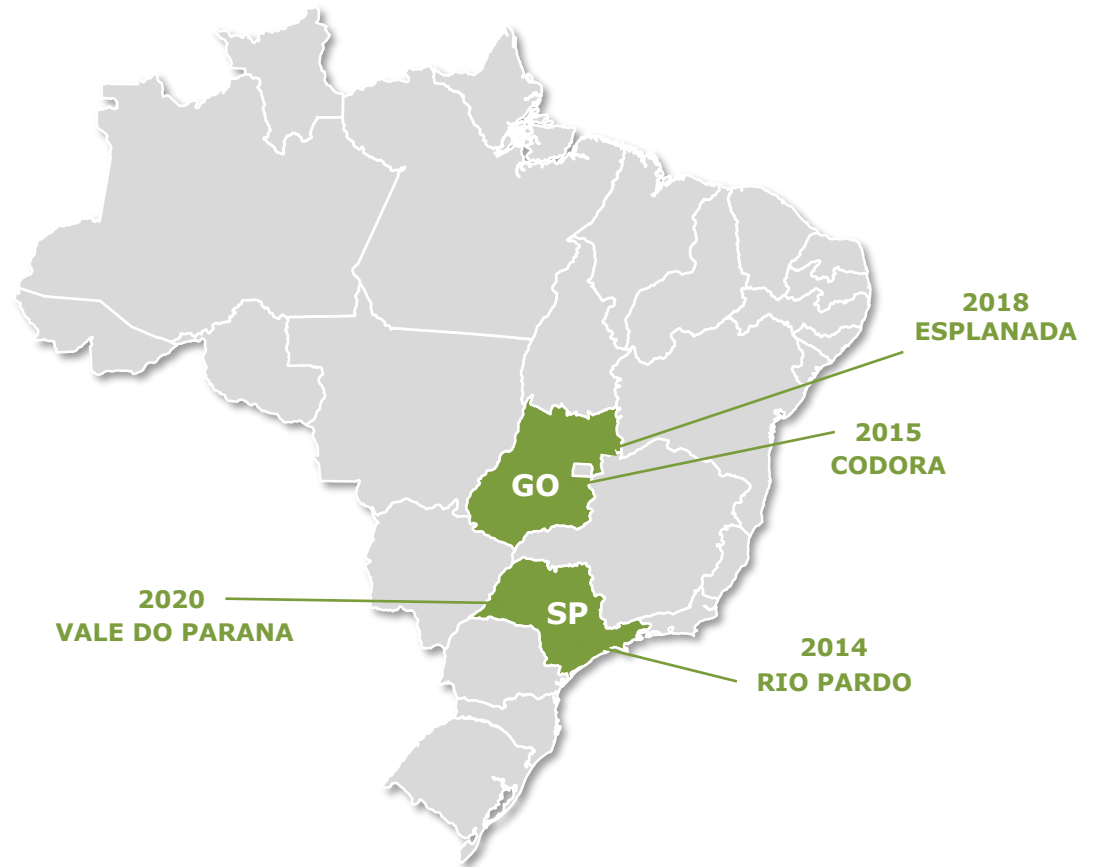 2018
ESPLANADA
2015
CODORA
GO
2020
VALE DO PARANA
SP
2014
RIO PARDO